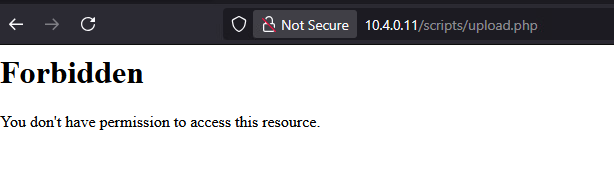 Not Secure 10.4.0.11/scripts/upload.php
Forbidden
You don't have permission to access this resource.